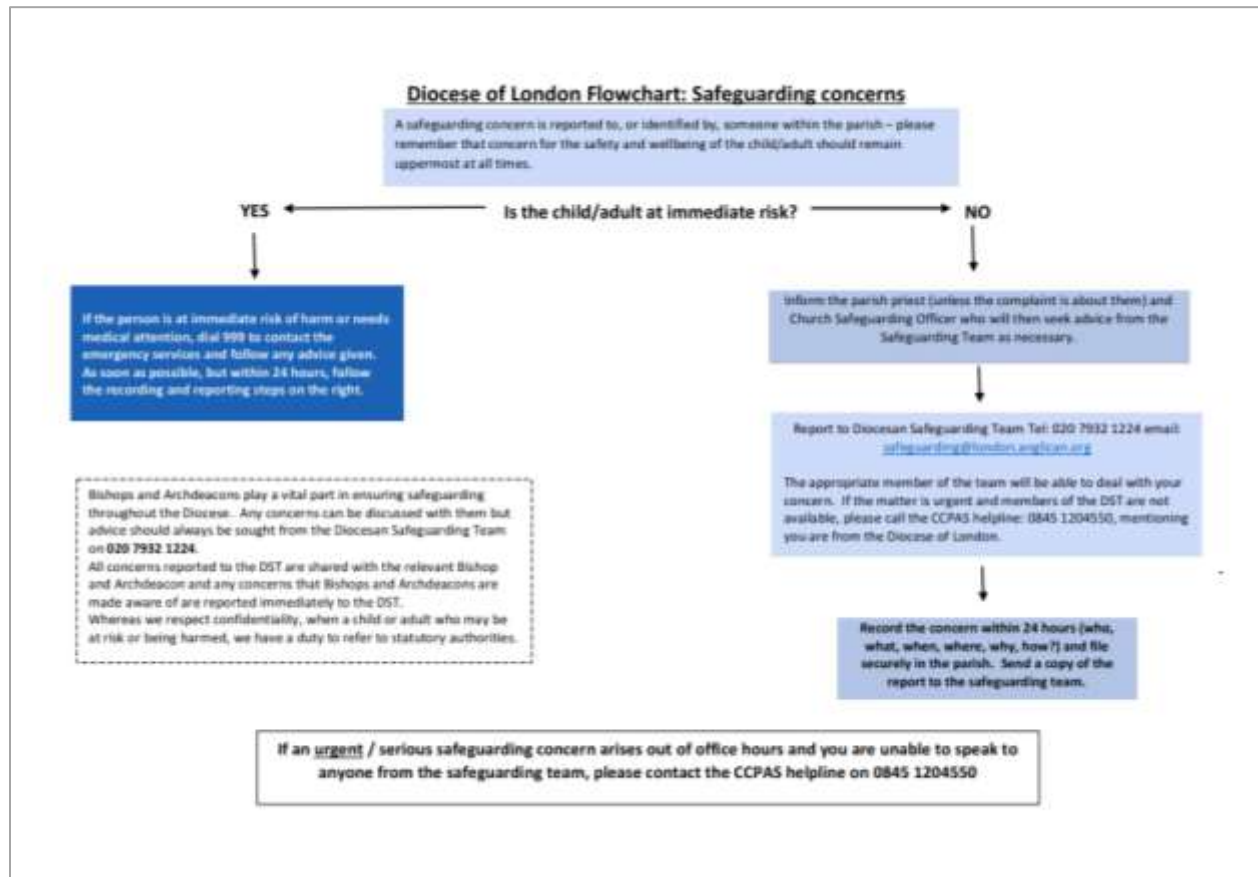 Diocese of London Flowchart: Safeguarding concerns
A safeguarding concern is reported to, or identified by, someone within the parish – please
remember that concern for the safety and wellbeing of the child/adult should remain
uppermost at all times.
YES
Is the child/adult at immediate risk?
NO
If the person is at immediate risk of harm or needs
medical attention, dial 999 to contact the
emergency services and follow any advice given.
As soon as possible, but within 24 hours, follow
the recording and reporting steps on the right.
Inform the parish priest (unless the complaint is about them) and
Church Safeguarding Officer who will then seek advice from the
Safeguarding Team as necessary.
Report to Diocesan Safeguarding Team Tel: 020 7932 1224 email:
safeguarding@london.anglican.org
The appropriate member of the team will be able to deal with your
concern. If the matter is urgent and members of the DST are not
available, please call the CCPAS helpline: 0845 1204550, mentioning
you are from the Diocese of London.
Bishops and Archdeacons play a vital part in ensuring safeguarding
throughout the Diocese. Any concerns can be discussed with them but
advice should always be sought from the Diocesan Safeguarding Team
on 020 7932 1224.
All concerns reported to the DST are shared with the relevant Bishop
and Archdeacon and any concerns that Bishops and Archdeacons are
made aware of are reported immediately to the DST.
Whereas we respect confidentiality, when a child or adult who may be
at risk or being harmed, we have a duty to refer to statutory authorities.
Record the concern within 24 hours (who,
what, when, where, why, how?) and file
securely in the parish. Send a copy of the
report to the safeguarding team.
If an urgent / serious safeguarding concern arises out of office hours and you are unable to speak to
anyone from the safeguarding team, please contact the CCPAS helpline on 0845 1204550